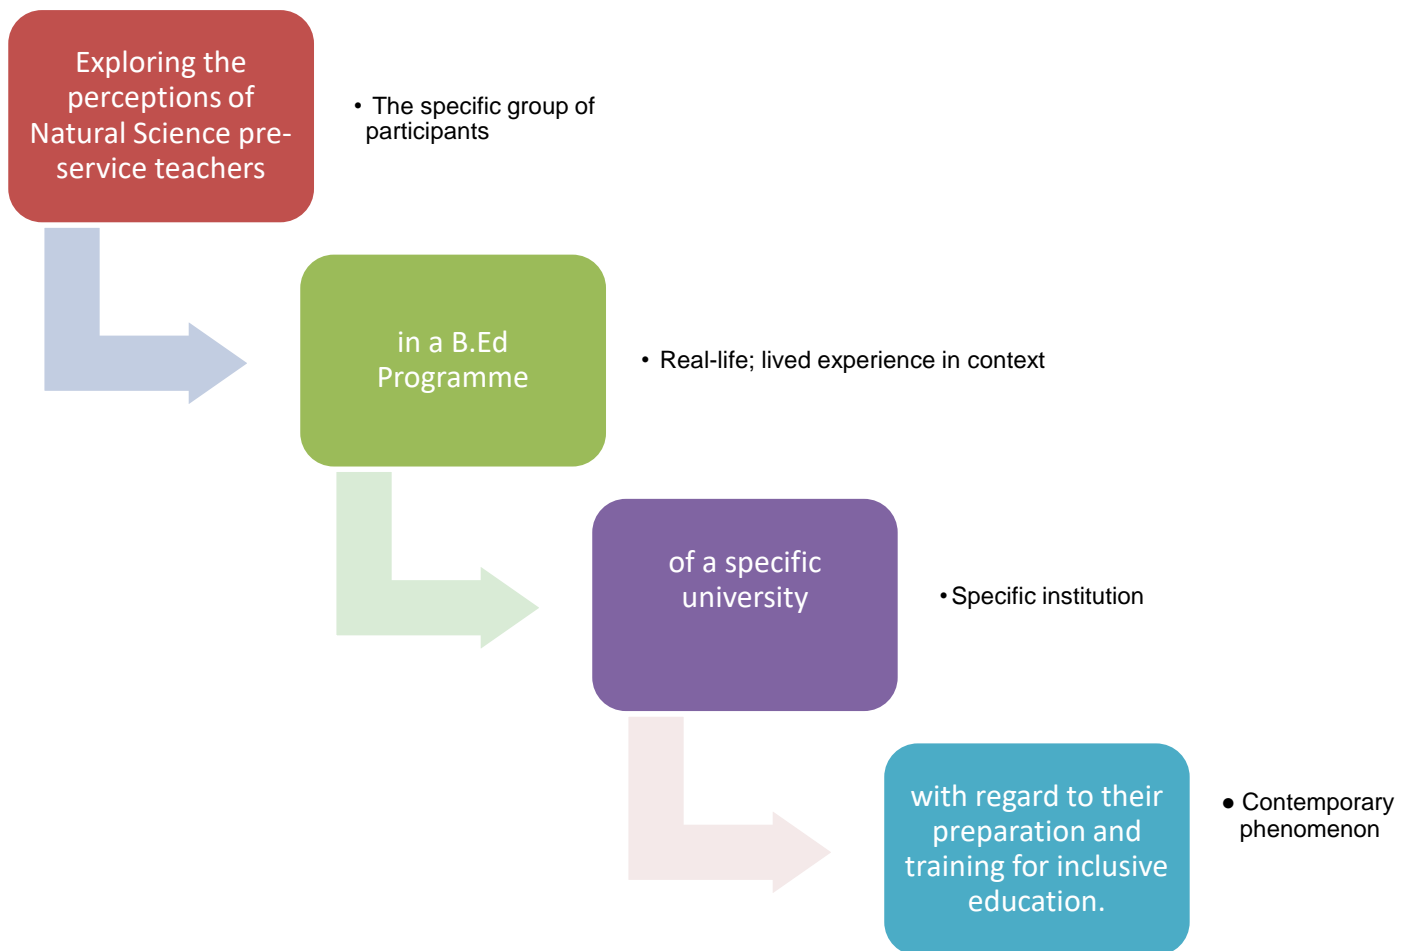 Exploring the
perceptions of
Natural Science pre-
service teachers
• The specific group of
participants
in a B.Ed
Programme
• Real-life; lived experience in context
of a specific
university
• Specific institution
with regard to their
preparation and
training for inclusive
education.
● Contemporary
phenomenon